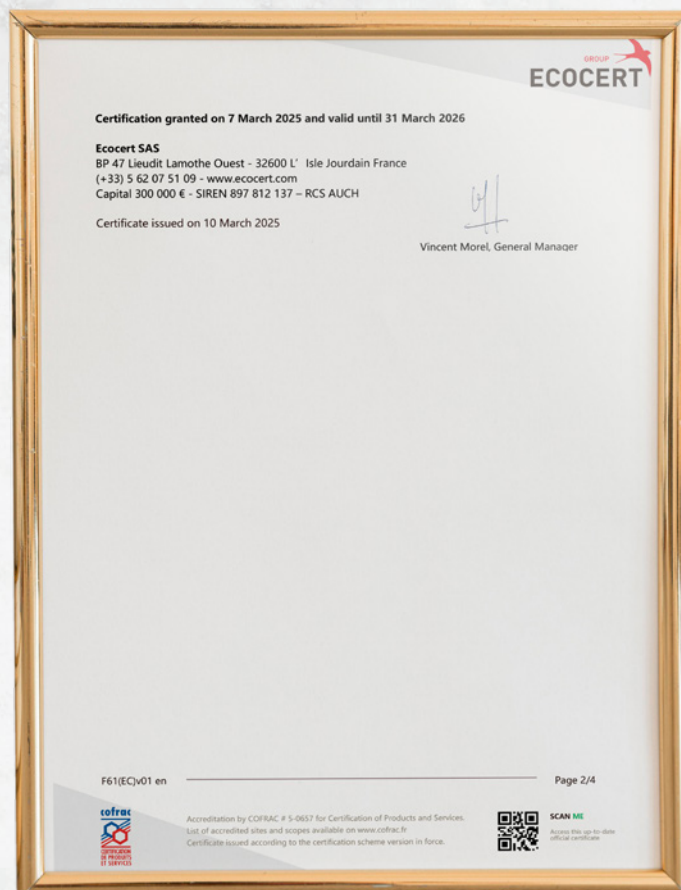 GROUP
ECOCERT
Certification granted on 7 March 2025 and valid until 31 March 2026
Ecocert SAS
BP 47 Lieudit Lamothe Ouest - 32600 L' Isle Jourdain France
(+33) 5 62 07 51 09 - www.ecocert.com
Capital 300 000 € - SIREN 897 812 137 – RCS AUCH
Certificate issued on 10 March 2025
Vincent Morel, General Manager
F61(EC)v01 en
Page 2/4
cofrac
CERTIFICATION
DE PRODUITS
ET SERVICES
Accreditation by COFRAC # 5-0657 for Certification of Products and Services.
List of accredited sites and scopes available on www.cofrac.fr
Certificate issued according to the certification scheme version in force.
SCAN ME
Access this up-to-date
official certificate